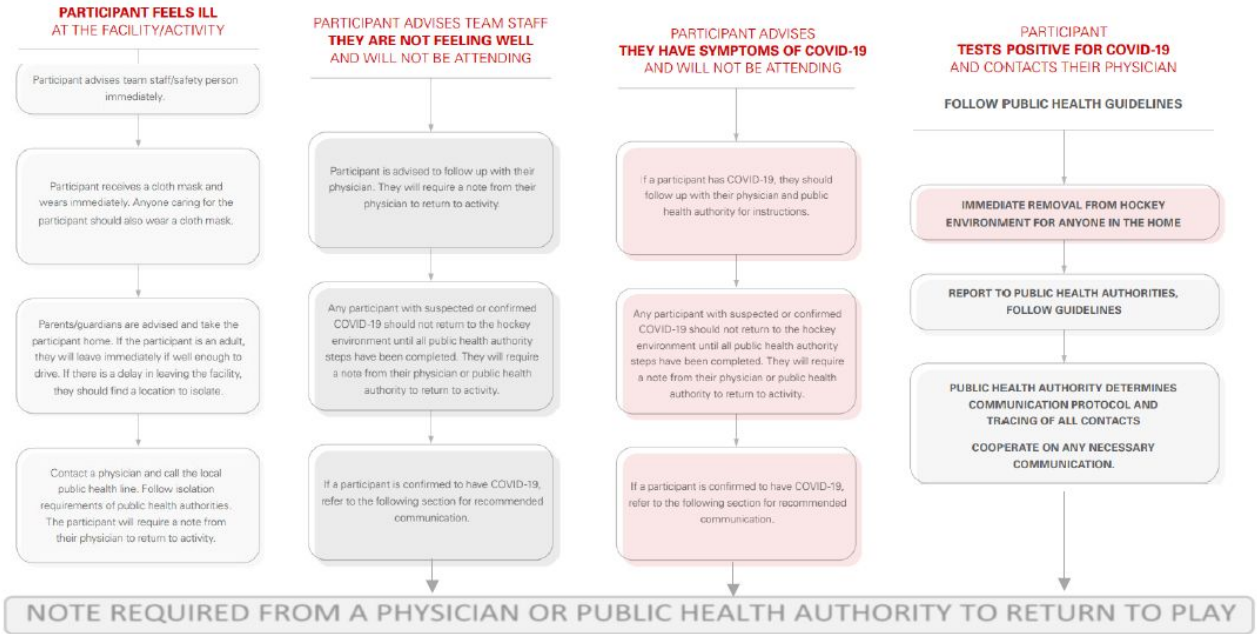 PARTICIPANT FEELS ILL
AT THE FACILITY/ACTIVITY
Participant advises team staff/safety person
immediately.
Participant receives a cloth mask and
wears immediately. Anyone caring for the
participant should also wear a cloth mask.
Parents/guardians are advised and take the
participant home. If the participant is an adult,
they will leave immediately if well enough to
drive. If there is a delay in leaving the facility,
they should find a location to isolate.
Contact a physician and call the local
public health line. Follow isolation
requirements of public health authorities.
The participant will require a note from
their physician to return to activity.
PARTICIPANT ADVISES TEAM STAFF
THEY ARE NOT FEELING WELL
AND WILL NOT BE ATTENDING
Participant is advised to follow up with their
physician. They will require a note from their
physician to return to activity.
Any participant with suspected or confirmed
COVID-19 should not return to the hockey
environment until all public health authority
steps have been completed. They will require
a note from their physician or public health
authority to return to activity.
If a participant is confirmed to have COVID-19,
refer to the following section for recommended
communication.
PARTICIPANT ADVISES
THEY HAVE SYMPTOMS OF COVID-19
AND WILL NOT BE ATTENDING
If a participant has COVID-19, they should
follow up with their physician and public
health authority for instructions.
Any participant with suspected or confirmed
COVID-19 should not return to the hockey
environment until all public health authority
steps have been completed. They will require
a note from their physician or public health
authority to return to activity.
If a participant is confirmed to have COVID-19,
refer to the following section for recommended
communication.
PARTICIPANT
TESTS POSITIVE FOR COVID-19
AND CONTACTS THEIR PHYSICIAN
FOLLOW PUBLIC HEALTH GUIDELINES
IMMEDIATE REMOVAL FROM HOCKEY
ENVIRONMENT FOR ANYONE IN THE HOME
REPORT TO PUBLIC HEALTH AUTHORITIES,
FOLLOW GUIDELINES
PUBLIC HEALTH AUTHORITY DETERMINES
COMMUNICATION PROTOCOL AND
TRACING OF ALL CONTACTS
COOPERATE ON ANY NECESSARY
COMMUNICATION.
NOTE REQUIRED FROM A PHYSICIAN OR PUBLIC HEALTH AUTHORITY TO RETURN TO PLAY